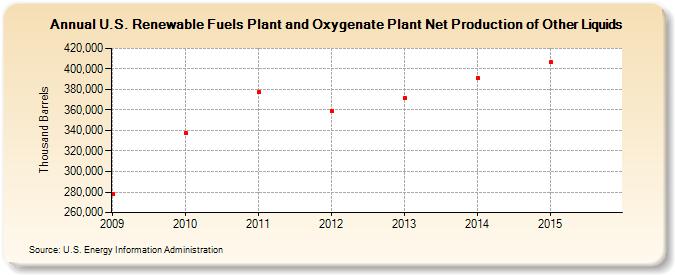 Annual U.S. Renewable Fuels Plant and Oxygenate Plant Net Production of Other Liquids
Thousand Barrels
420,000
400,000
380,000
360,000
340,000
320,000
300,000
280,000
260,000
2009 2010 2011 2012 2013 2014 2015
Source: U.S. Energy Information Administration